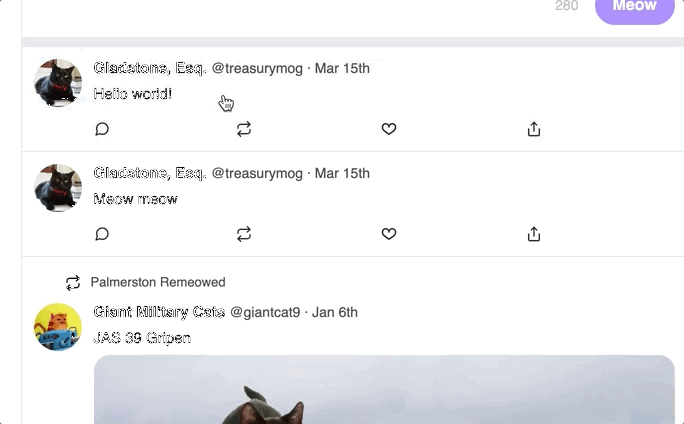 280
Meow
Gladstone, Esq. @treasurymog · Mar 15th
Hello world!
Gladstone, Esq. @treasurymog · Mar 15th
Meow meow
Palmerston Remeowed
Giant Military Cats @giantcat9 · Jan 6th
JAS 39 Gripen